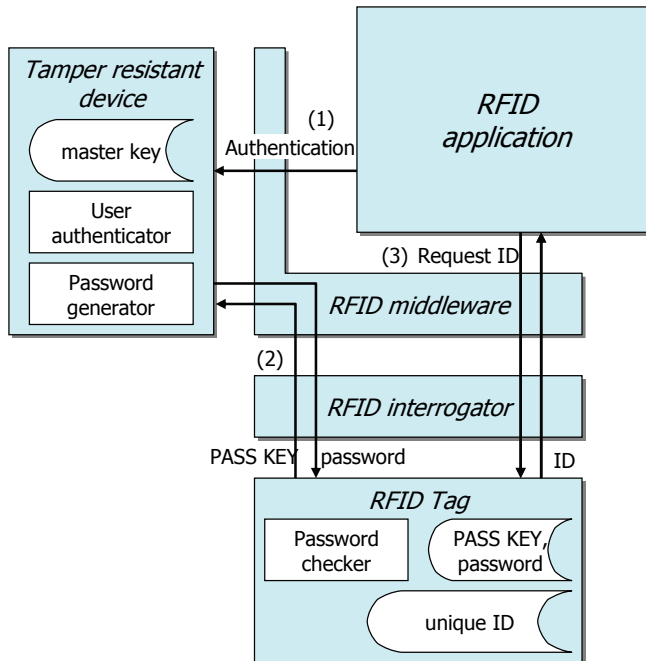 Tamper resistant
device
master key
User
authenticator
Password
generator
(1)
Authentication
RFID
application
(3) Request ID
RFID middleware
(2)
RFID interrogator
PASS KEY
password
ID
RFID Tag
Password
checker
PASS KEY,
password
unique ID